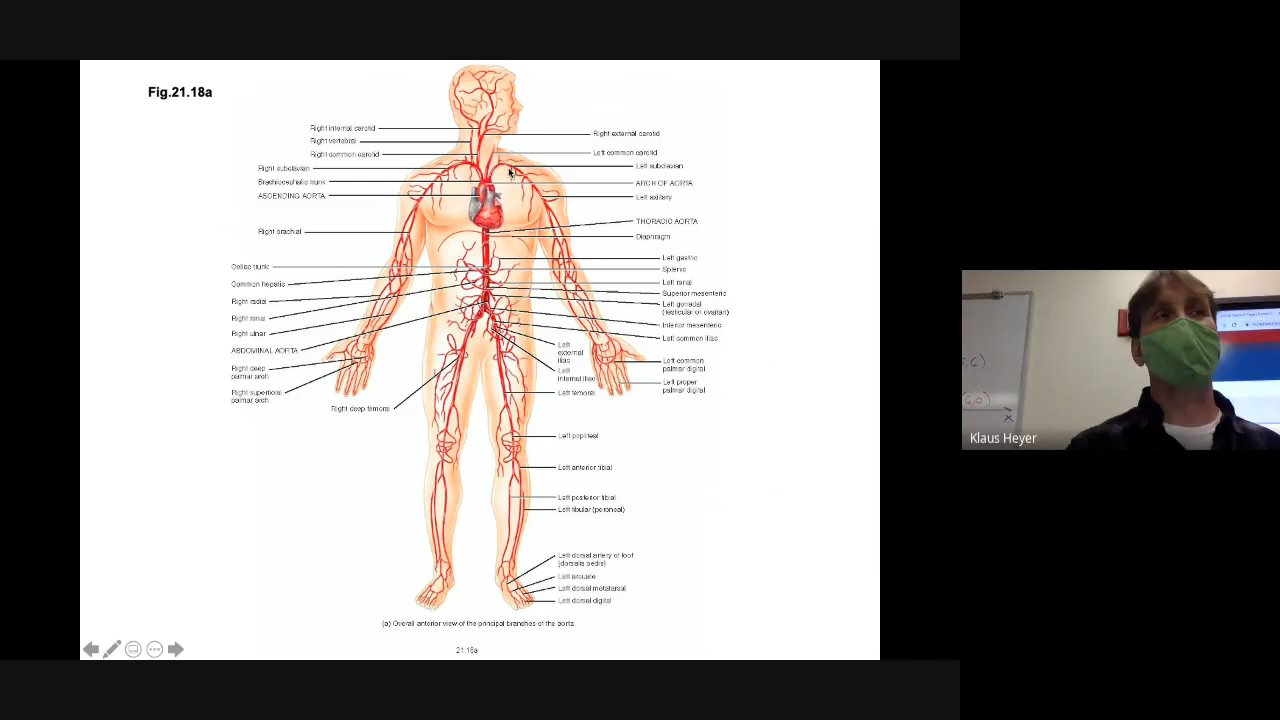 Fig.21.18a
Right internal carotid
Right vertebral
Right common carotid
Right subclavian
Brachiocephalic trunk
ASCENDING AORTA
Right brachial
Celiac trunk
Common hepatic
Right radial
Right renal
Right ulnar
ABDOMINAL AORTA
Right deep
palmar arch
Right superficial
palmar arch
Right deep femoral
Right external carotid
Left common carotid
Left subclavian
ARCH OF AORTA
Left axillary
THORACIC AORTA
Diaphragm
Left gastric
Splenic
Left renal
Superior mesenteric
Left gonadal
(testicular or ovarian)
Inferior mesenteric
Left common iliac
Left
external
iliac
Left
internal iliac
Left common
palmar digital
Left proper
palmar digital
Left femoral
Left popliteal
Left anterior tibial
Left posterior tibial
Left fibular (peroneal)
Left dorsal artery of foot
(dorsalis pedis)
Left arcuate
Left dorsal metatarsal
Left dorsal digital
(a) Overall anterior view of the principal branches of the aorta
21.18a
Klaus Heyer